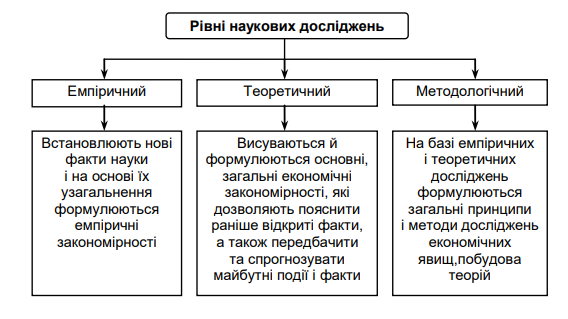 Рівні наукових досліджень
Емпіричний
Теоретичний
Методологічний
Встановлюють нові
факти науки
і на основі їх
узагальнення
формулюються
емпіричні
закономірності
Висуваються й
формулюються основні,
загальні економічні
закономірності, які
дозволяють пояснити
раніше відкриті факти,
а також передбачити
та спрогнозувати
майбутні події і факти
На базі емпіричних
і теоретичних
досліджень
формулюються
загальні принципи
і методи досліджень
економічних
явищ,побудова
теорій